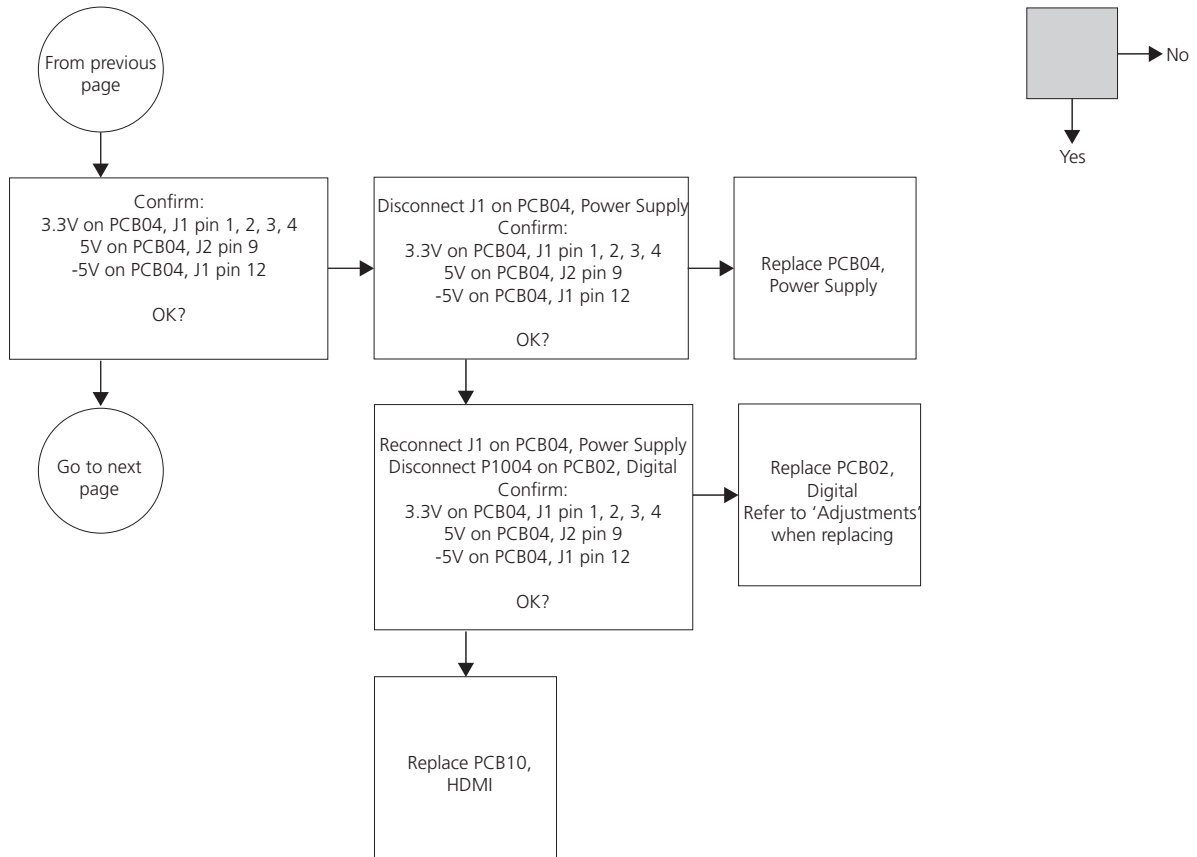 From previous
page
No
Yes
Confirm:
3.3V on PCB04, J1 pin 1, 2, 3, 4
5V on PCB04, J2 pin 9
-5V on PCB04, J1 pin 12
OK?
Disconnect J1 on PCB04, Power Supply
Confirm:
3.3V on PCB04, J1 pin 1, 2, 3, 4
5V on PCB04, J2 pin 9
-5V on PCB04, J1 pin 12
OK?
Replace PCB04,
Power Supply
Go to next
page
Reconnect J1 on PCB04, Power Supply
Disconnect P1004 on PCB02, Digital
Confirm:
3.3V on PCB04, J1 pin 1, 2, 3, 4
5V on PCB04, J2 pin 9
-5V on PCB04, J1 pin 12
OK?
Replace PCB02,
Digital
Refer to ‘Adjustments’
when replacing
Replace PCB10,
HDMI